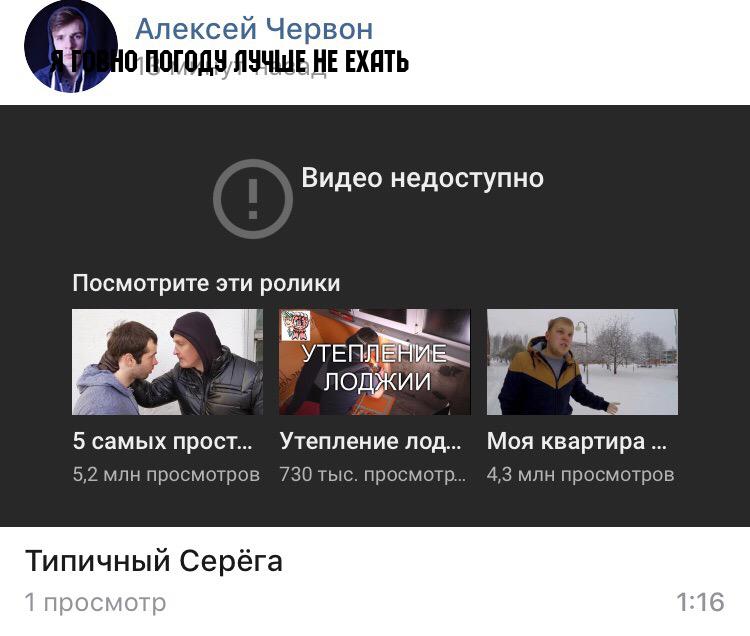 Алексей Червон
Я ГОВНО ПОГОДУ ЛУЧШЕ НЕ ЕХАТЬ
минут назад
Видео недоступно
Посмотрите эти ролики
УТЕПЛЕНИЕ
ЛОДЖИИ
5 самых прост... Утепление лод... Моя квартира ...
5,2 млн просмотров 730 тыс. просмотр... 4,3 млн просмотров
Типичный Серёга
1 просмотр 1:16